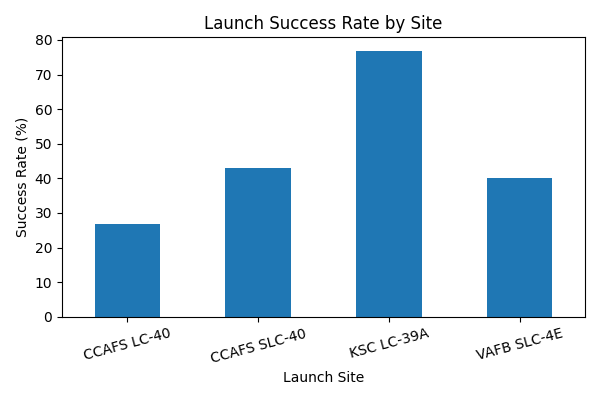 Launch Success Rate by Site
Success Rate (%)
80
70
60
50
40
30
20
10
0
CCAFS LC-40
CCAFS SLC-40
KSC LC-39A
VAFB SLC-4E
Launch Site